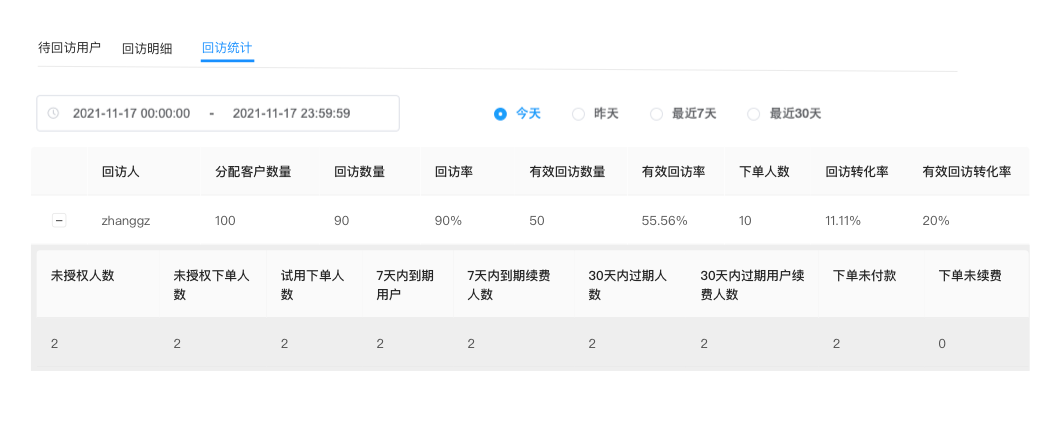 待回访用户 回访明细 回访统计
2021-11-17 00:00:00 - 2021-11-17 23:59:59 今天 昨天 最近7天 最近30天
回访人 分配客户数量 回访数量 回访率 有效回访数量 有效回访率 下单人数 回访转化率 有效回访转化率
zhanggz 100 90 90% 50 55.56% 10 11.11% 20%
未授权人数 未授权下单人 试用下单人 7天内到期 7天内到期续费 30天内过期人 30天内过期用户续 下单未付款 下单未续费
数 数 用户 人数 数 费人数
2 2 2 2 2 2 2 2 0